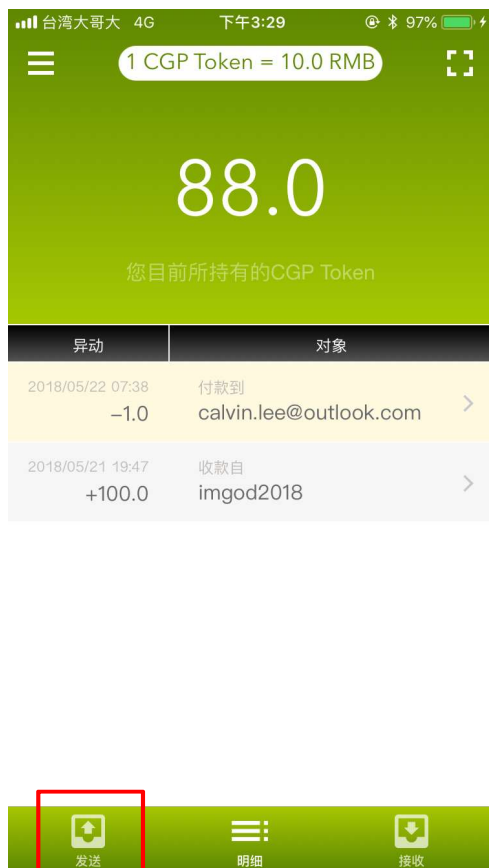 台湾大哥大 4G 下午3:29 97%
1 CGP Token = 10.0 RMB
88.0
您目前所持有的CGP Token
异动 对象
2018/05/22 07:38 付款到
−1.0 calvin.lee@outlook.com
2018/05/21 19:47 收款自
+100.0 imgod2018
发送 明细 接收